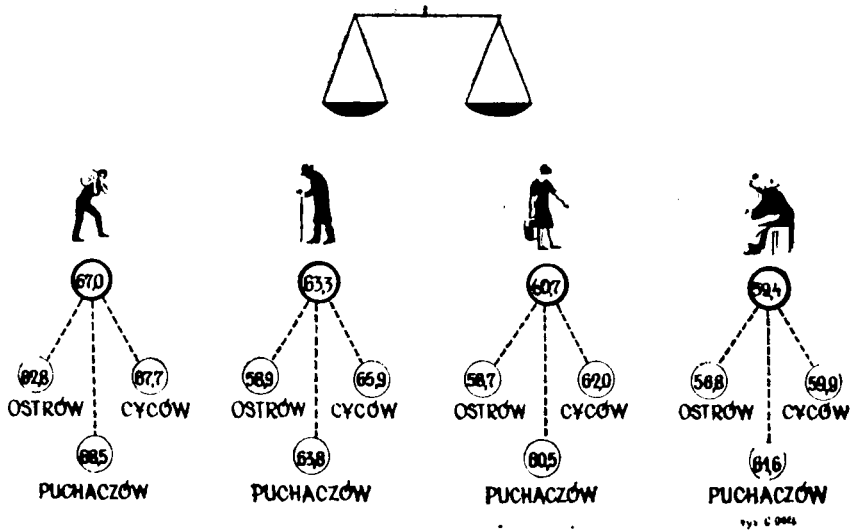 67,0 63,3 60,7 59,4
62,8 67,7 58,9 65,9 58,7 62,0 58,8 59,9
OSTRÓW CYCÓW OSTRÓW CYCÓW OSTRÓW CYCÓW OSTRÓW CYCÓW
68,5 63,8 60,5 61,6
PUCHACZÓW PUCHACZÓW PUCHACZÓW PUCHACZÓW